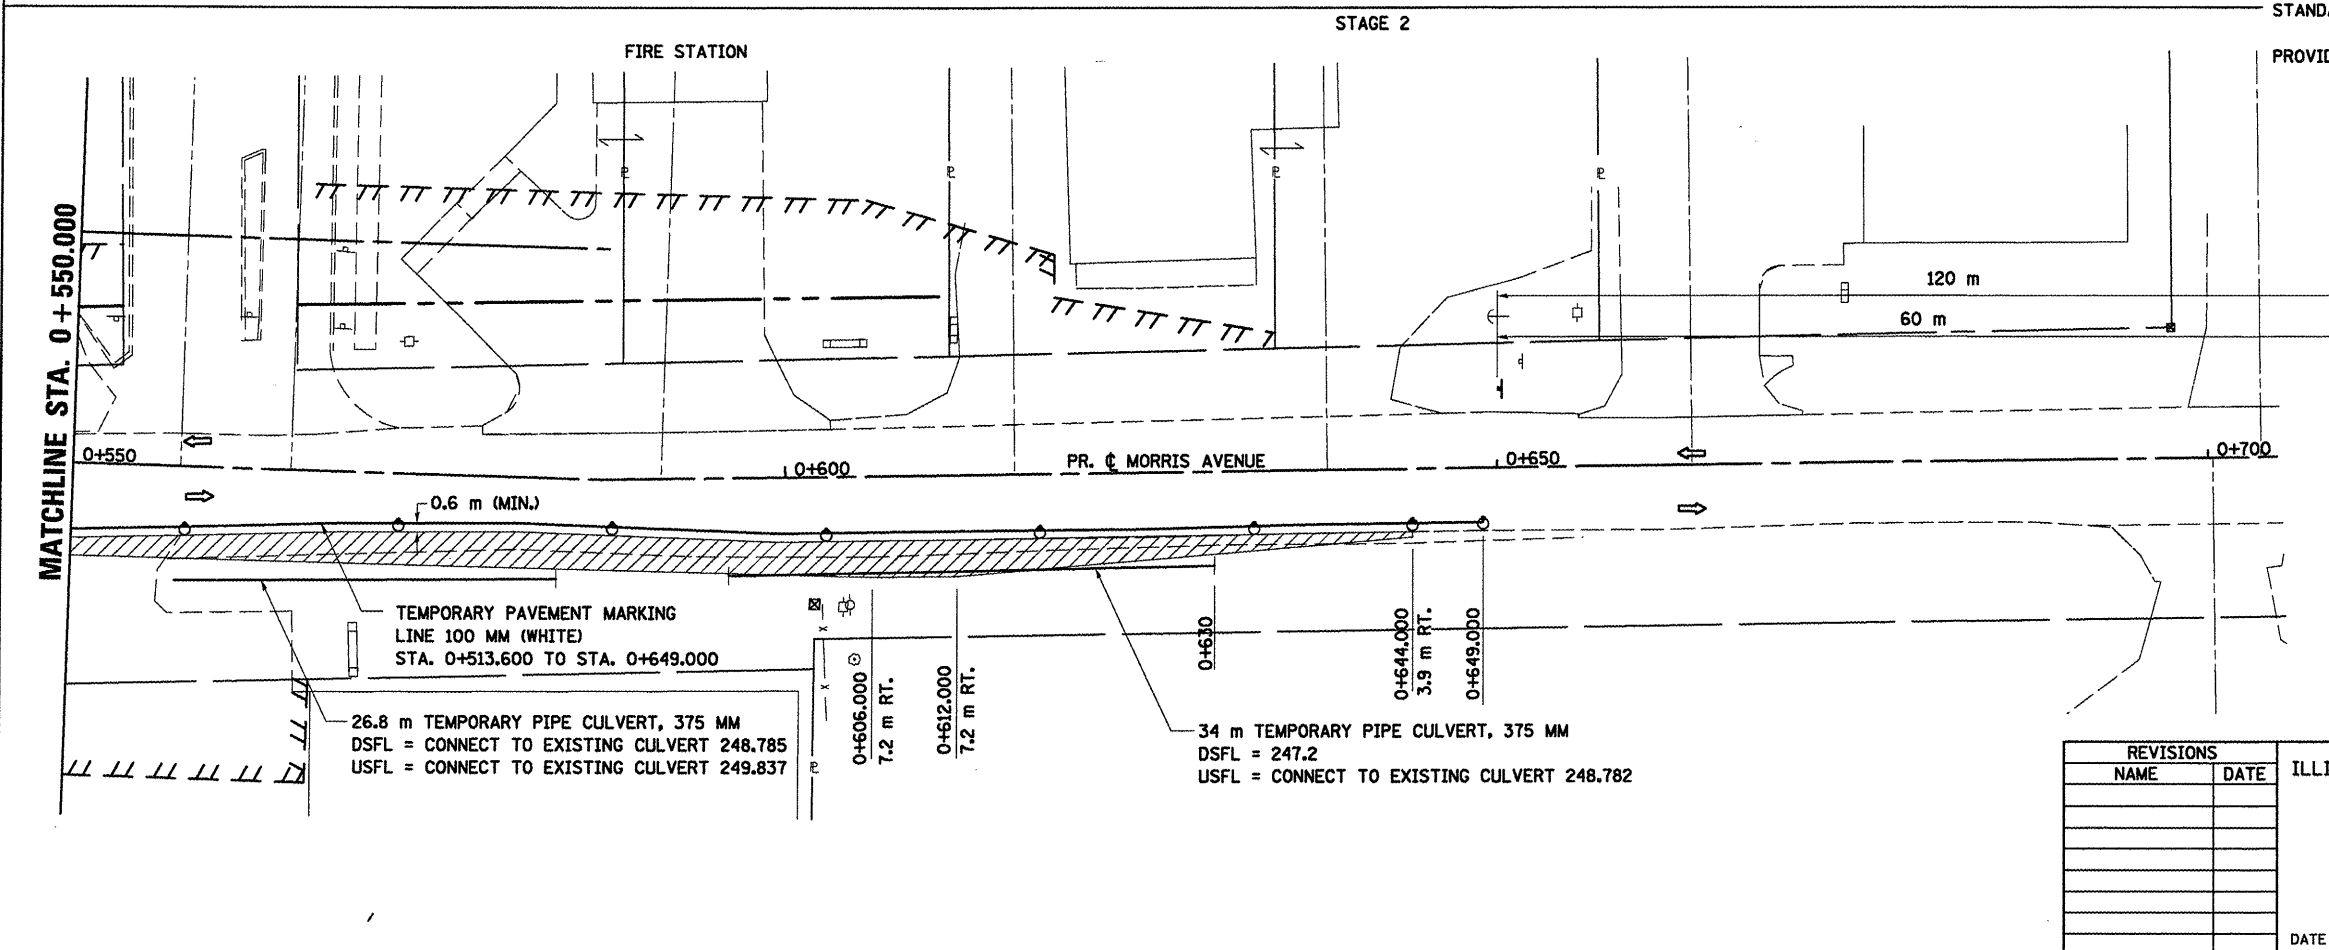 STAGE 2
STAND
FIRE STATION
PROVID
MATCHLINE STA. 0+550.000
120 m
60 m
0+550
0+600
PR. ℄ MORRIS AVENUE
0+650
0+700
0.6 m (MIN.)
TEMPORARY PAVEMENT MARKING
LINE 100 MM (WHITE)
STA. 0+513.600 TO STA. 0+649.000
26.8 m TEMPORARY PIPE CULVERT, 375 MM
DSFL = CONNECT TO EXISTING CULVERT 248.785
USFL = CONNECT TO EXISTING CULVERT 249.837
0+606.000
7.2 m RT.
0+612.000
7.2 m RT.
0+630
0+644.000
3.9 m RT.
0+649.000
34 m TEMPORARY PIPE CULVERT, 375 MM
DSFL = 247.2
USFL = CONNECT TO EXISTING CULVERT 248.782
REVISIONS
NAME DATE
ILLI
DATE